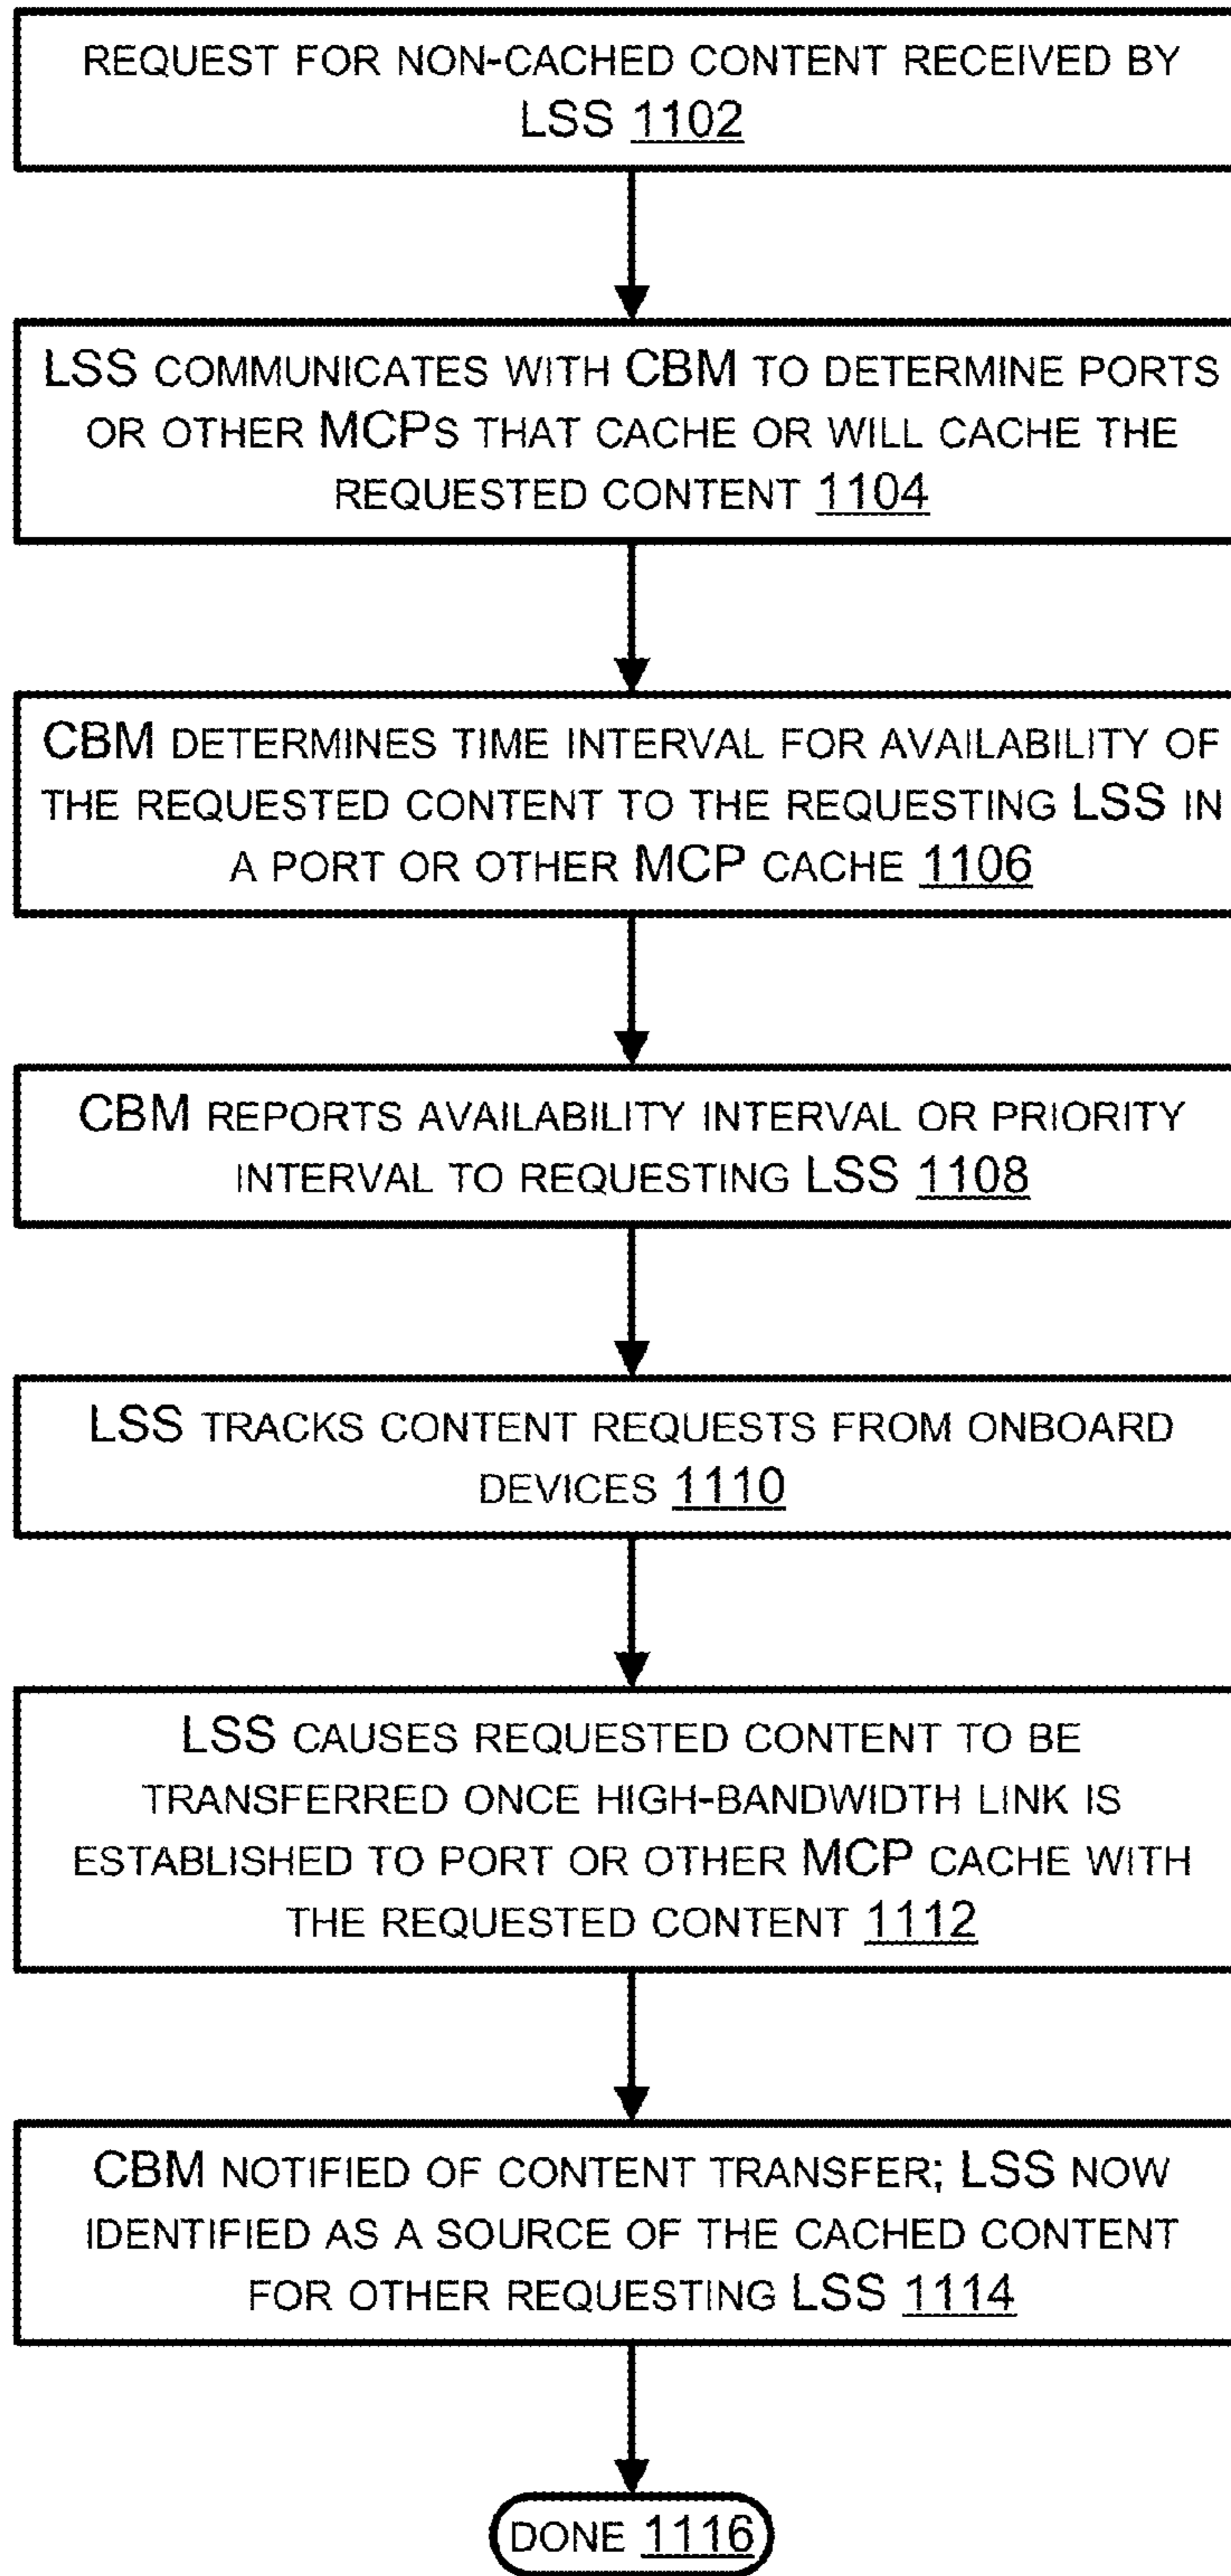 REQUEST FOR NON-CACHED CONTENT RECEIVED BY
LSS 1102
LSS COMMUNICATES WITH CBM TO DETERMINE PORTS
OR OTHER MCPS THAT CACHE OR WILL CACHE THE
REQUESTED CONTENT 1104
CBM DETERMINES TIME INTERVAL FOR AVAILABILITY OF
THE REQUESTED CONTENT TO THE REQUESTING LSS IN
A PORT OR OTHER MCP CACHE 1106
CBM REPORTS AVAILABILITY INTERVAL OR PRIORITY
INTERVAL TO REQUESTING LSS 1108
LSS TRACKS CONTENT REQUESTS FROM ONBOARD
DEVICES 1110
LSS CAUSES REQUESTED CONTENT TO BE
TRANSFERRED ONCE HIGH-BANDWIDTH LINK IS
ESTABLISHED TO PORT OR OTHER MCP CACHE WITH
THE REQUESTED CONTENT 1112
CBM NOTIFIED OF CONTENT TRANSFER; LSS NOW
IDENTIFIED AS A SOURCE OF THE CACHED CONTENT
FOR OTHER REQUESTING LSS 1114
DONE 1116